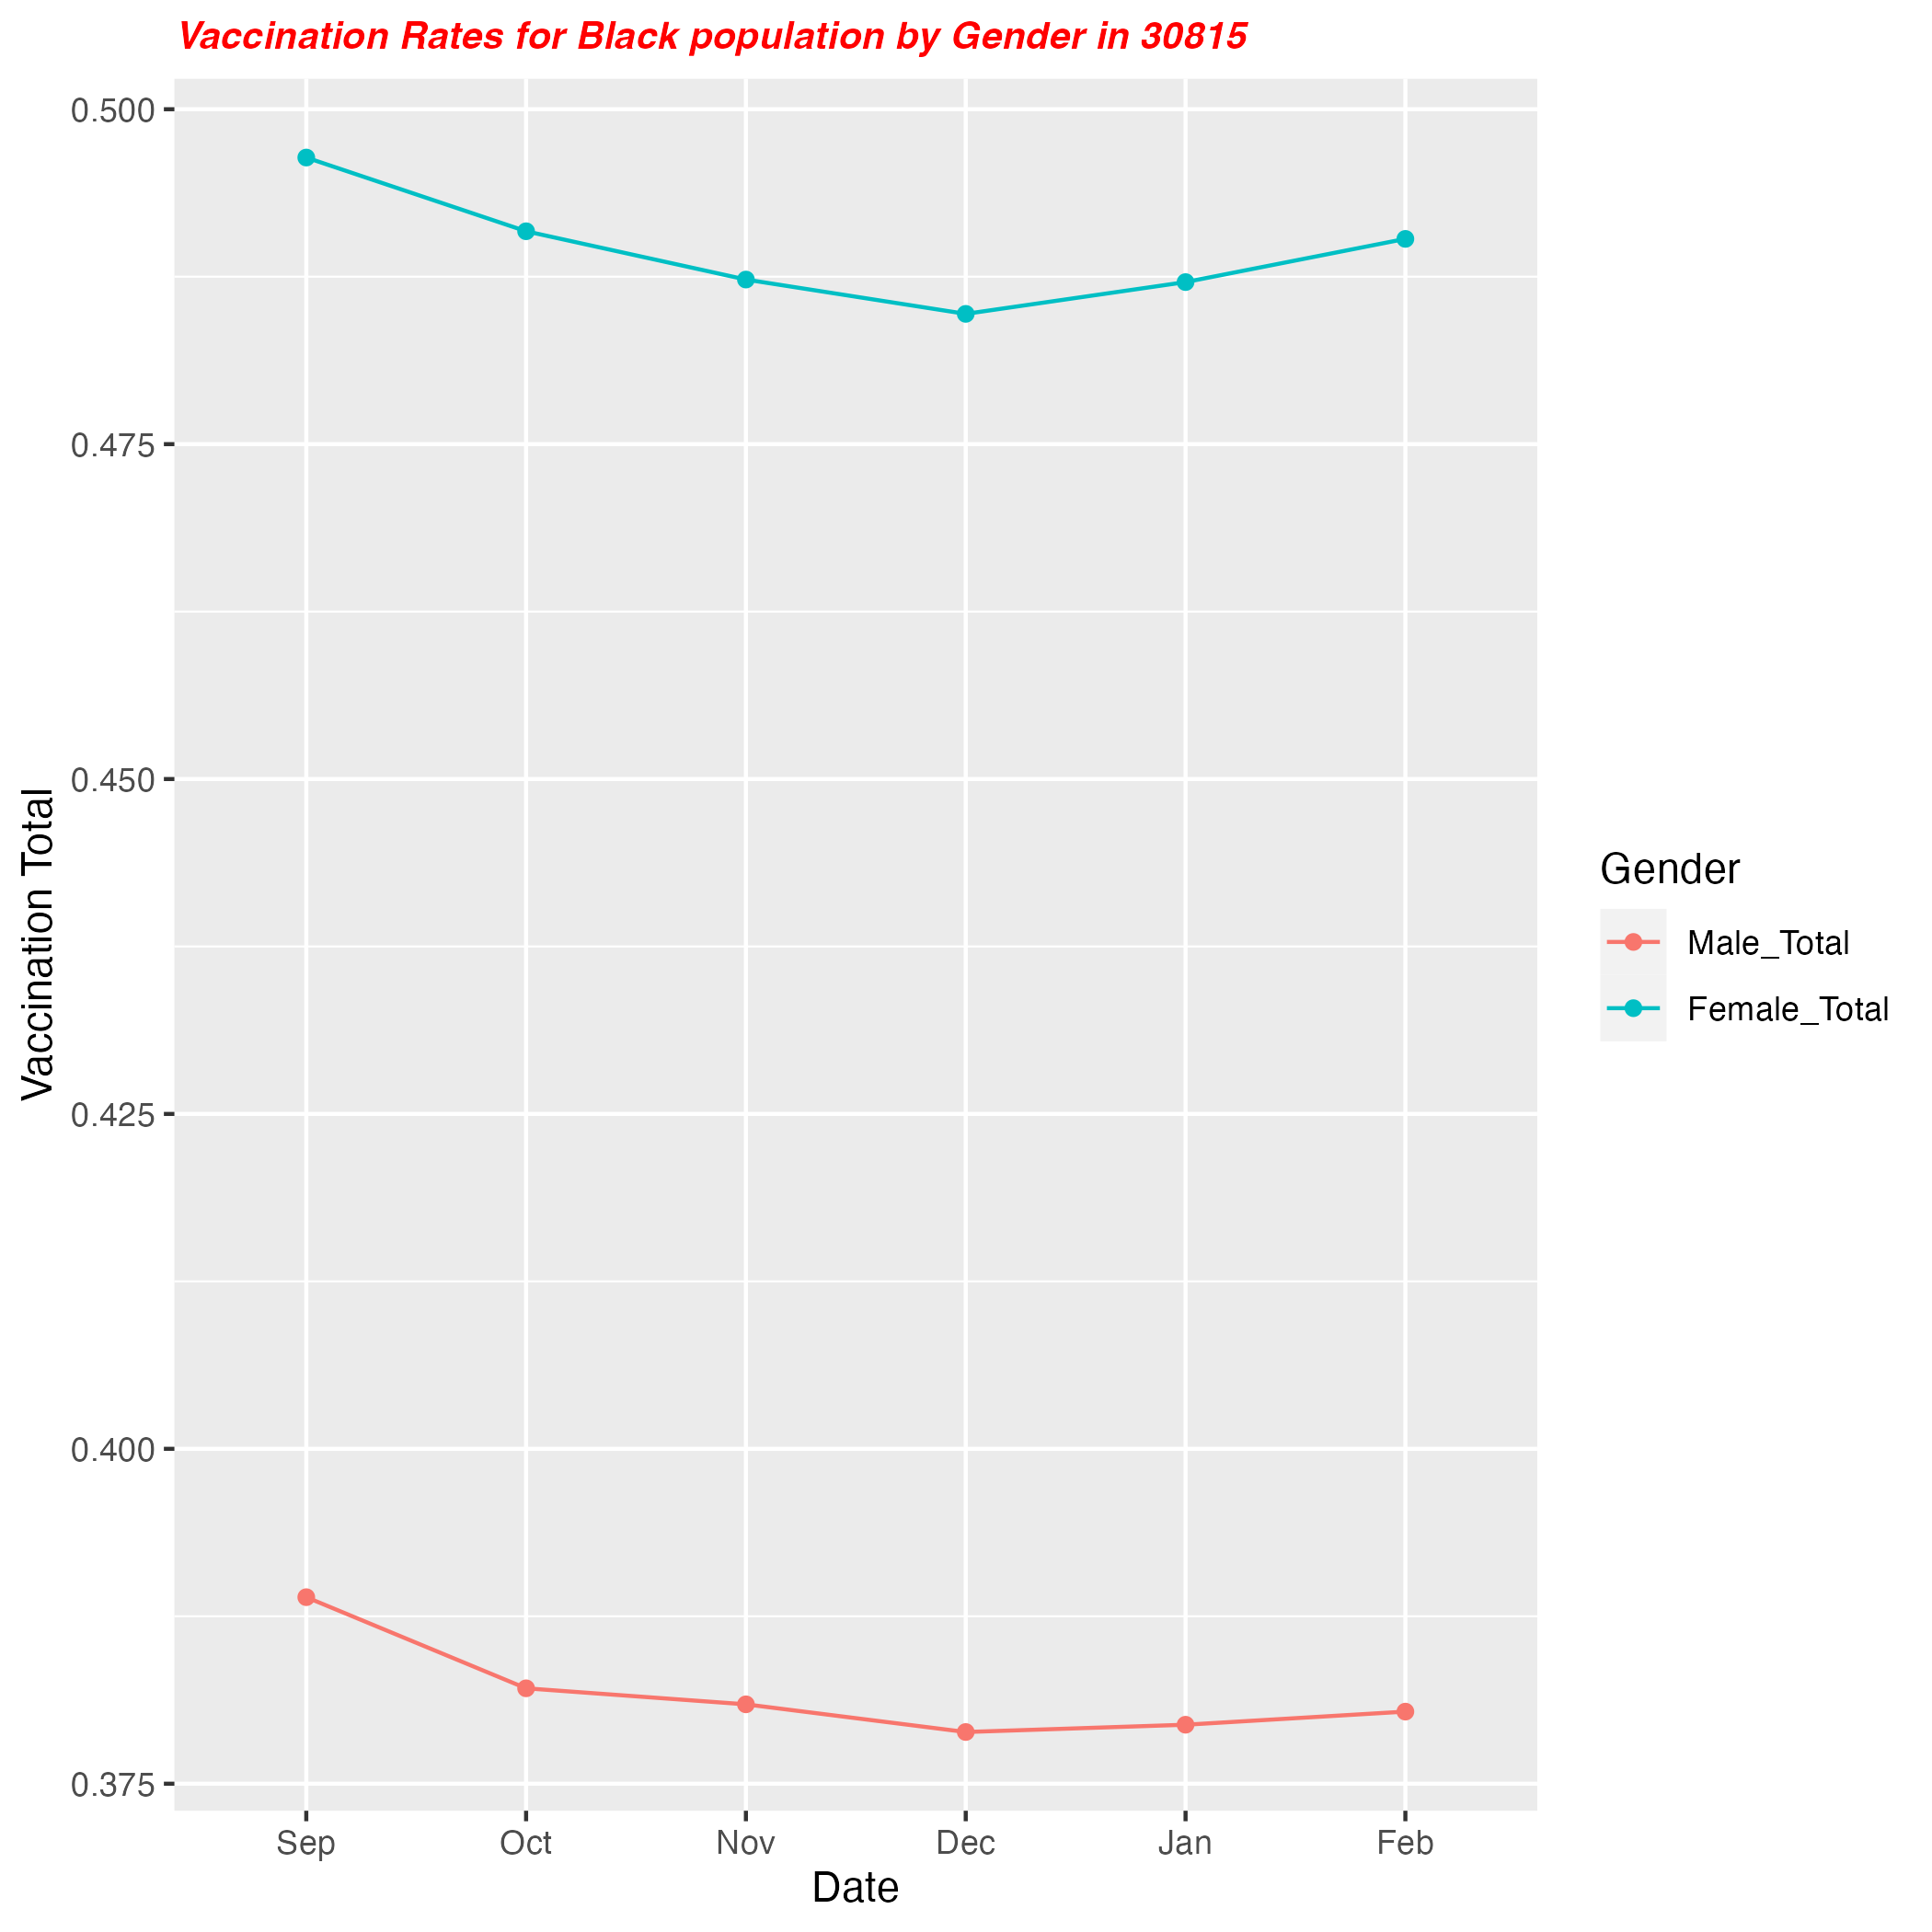 Vaccination Rates for Black population by Gender in 30815
0.500
0.475
0.450
0.425
0.400
0.375
Vaccination Total
Sep Oct Nov Dec Jan Feb
Date
Gender
Male_Total
Female_Total